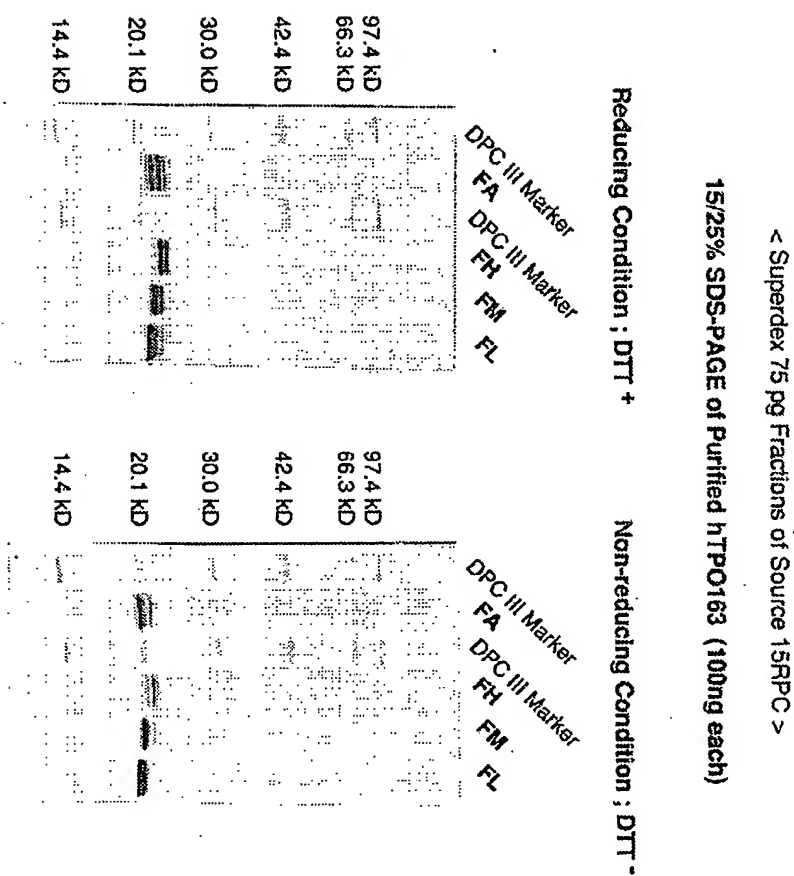 < Superdex 75 pg Fractions of Source 15RPC >
15/25% SDS-PAGE of Purified hTPO163 (100ng each)
Reducing Condition ; DTT +
DPC III Marker
FA
DPC III Marker
FH
FM
FL
97.4 kD
66.3 kD
42.4 kD
30.0 kD
20.1 kD
14.4 kD
Non-reducing Condition ; DTT -
DPC III Marker
FA
DPC III Marker
FH
FM
FL
97.4 kD
66.3 kD
42.4 kD
30.0 kD
20.1 kD
14.4 kD